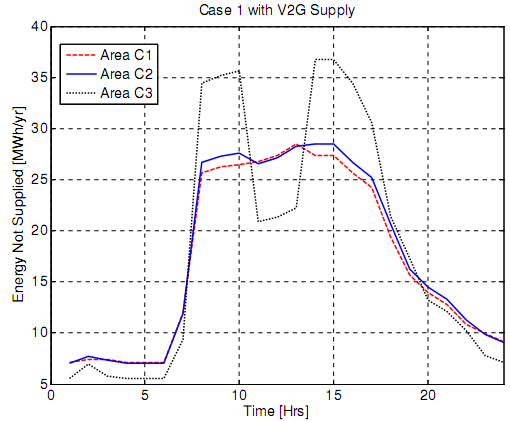 Case 1 with V2G Supply
40
35
30
25
20
15
10
5
Energy Not Supplied [MWh/yr]
Area C1
Area C2
Area C3
0
5
10
15
20
Time [Hrs]